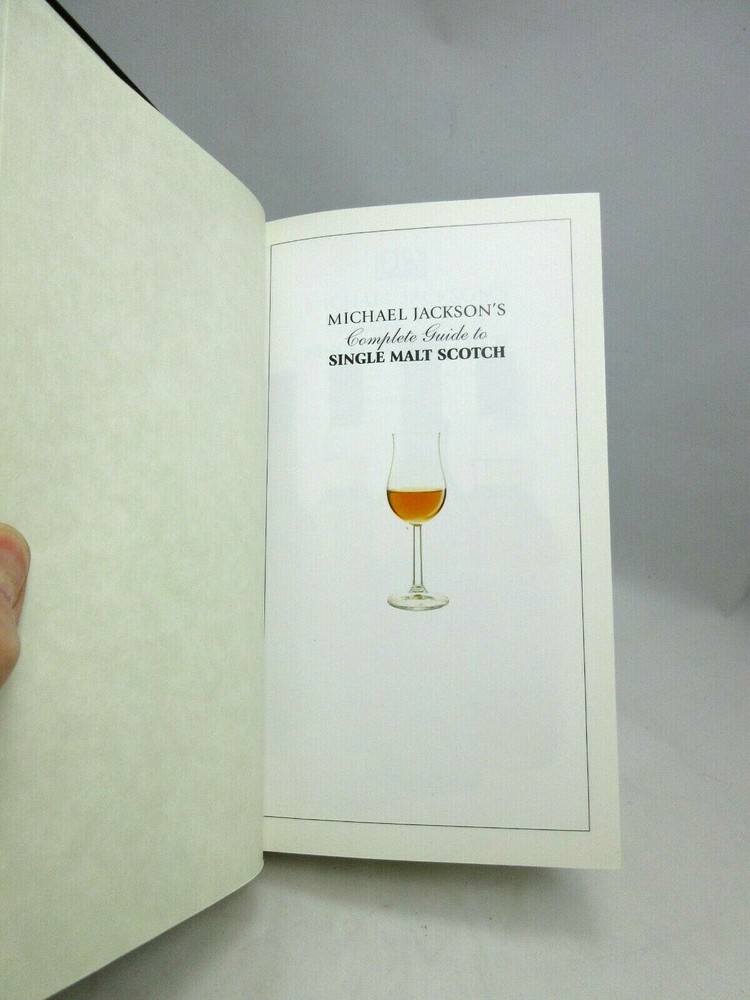 MICHAEL JACKSON'S
Complete Guide to
SINGLE MALT SCOTCH